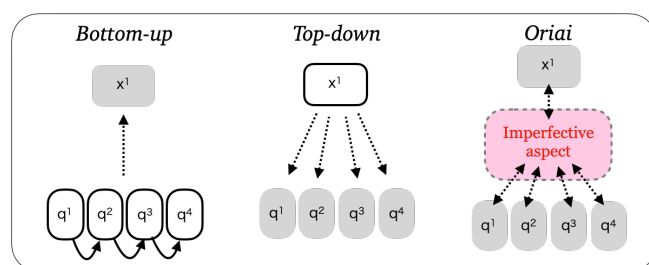 Bottom-up
Top-down
Oriai
x¹
x¹
x¹
Imperfective
aspect
q¹ q² q³ q⁴
q¹ q² q³ q⁴
q¹ q² q³ q⁴